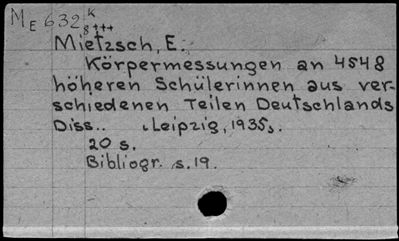 ME 632 K
8+++
Mietzsch, E.
Körpermessungen an 4548
höheren Schülerinnen aus ver-
schiedenen Teilen Deutschlands
Diss.. Leipzig, 1935.
20 s.
Bibliogr. s. 19.